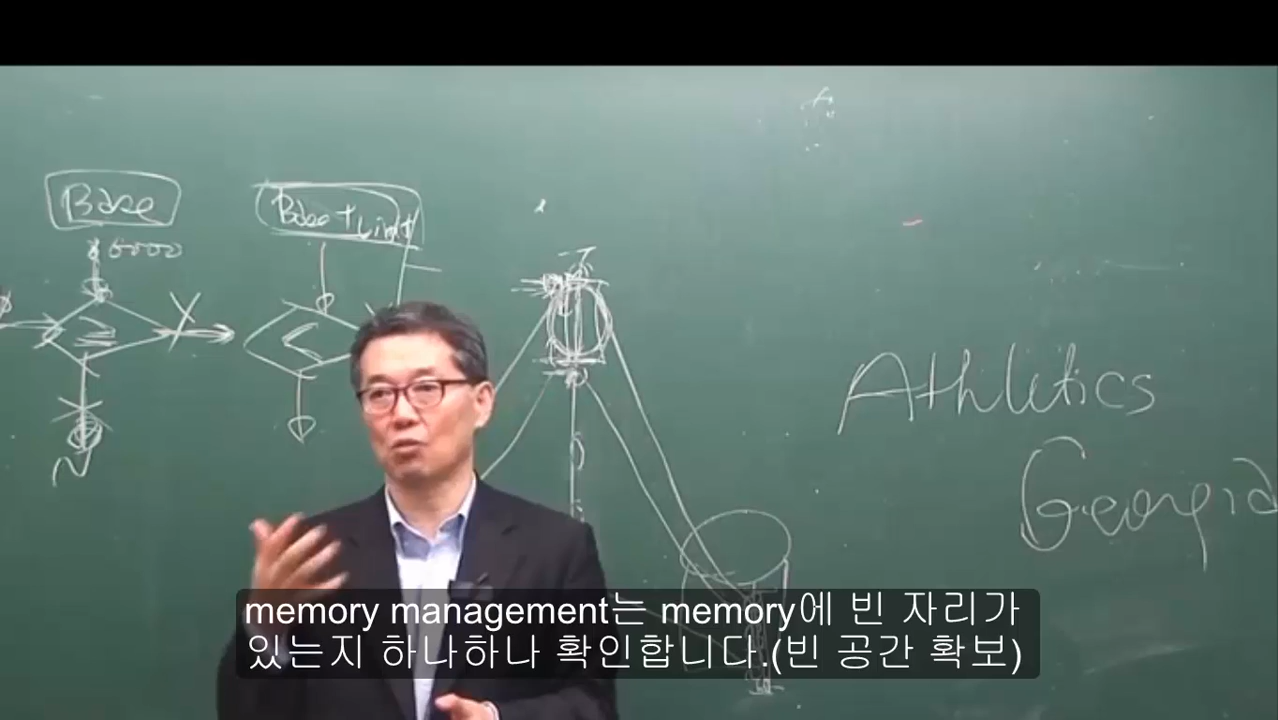 Base
Base + Limit
≥
<
X
N
Athletics
Georgia
memory management는 memory에 빈 자리가
있는지 하나하나 확인합니다.(빈 공간 확보)